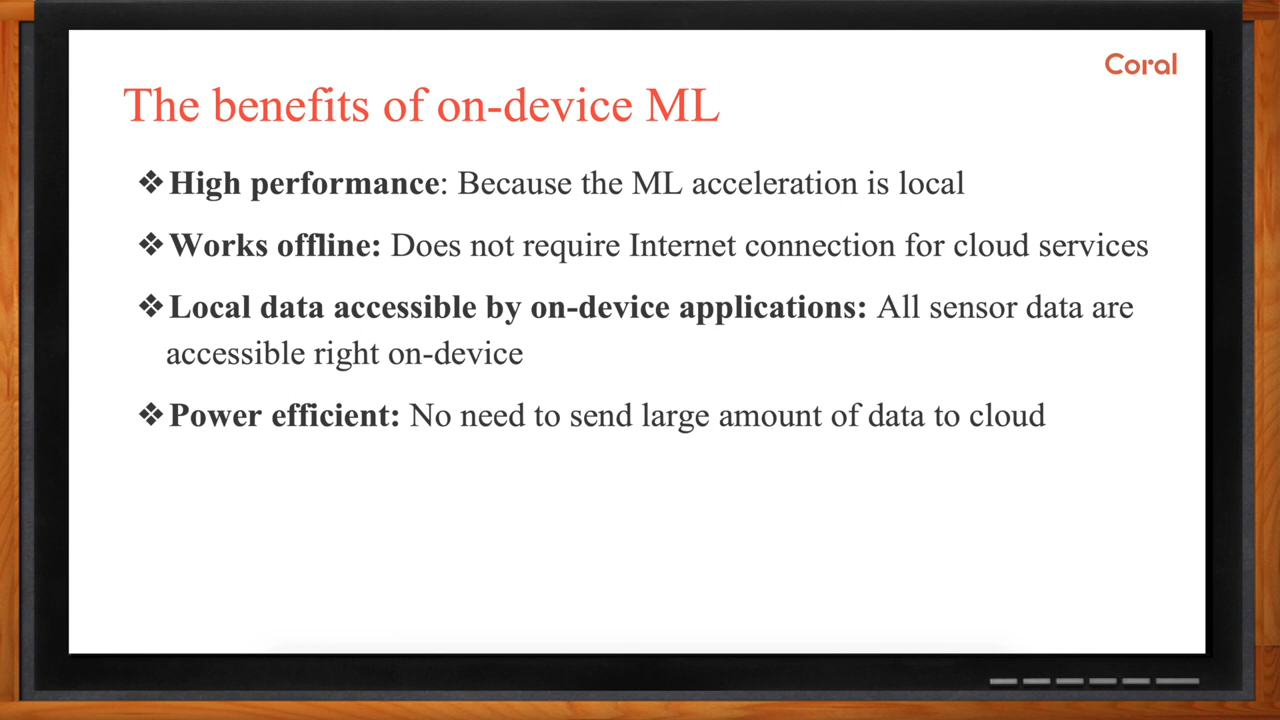 Coral
The benefits of on-device ML
❖High performance: Because the ML acceleration is local
❖Works offline: Does not require Internet connection for cloud services
❖Local data accessible by on-device applications: All sensor data are
accessible right on-device
❖Power efficient: No need to send large amount of data to cloud